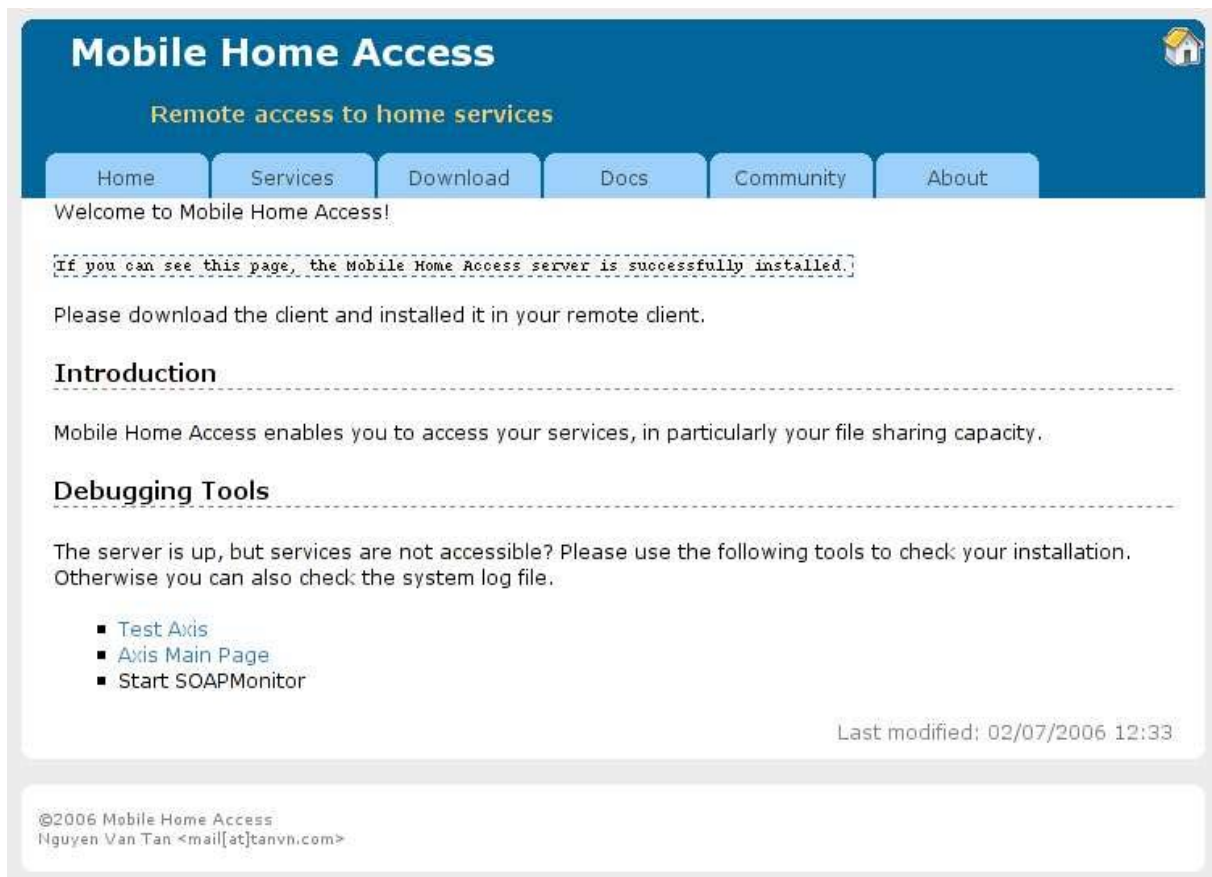 Mobile Home Access
Remote access to home services
Home Services Download Docs Community About
Welcome to Mobile Home Access!
If you can see this page, the Mobile Home Access server is successfully installed.
Please download the client and installed it in your remote client.
Introduction
Mobile Home Access enables you to access your services, in particularly your file sharing capacity.
Debugging Tools
The server is up, but services are not accessible? Please use the following tools to check your installation.
Otherwise you can also check the system log file.
Test Axis
Axis Main Page
Start SOAPMonitor
Last modified: 02/07/2006 12:33
©2006 Mobile Home Access
Nguyen Van Tan <mail[at]tanvn.com>